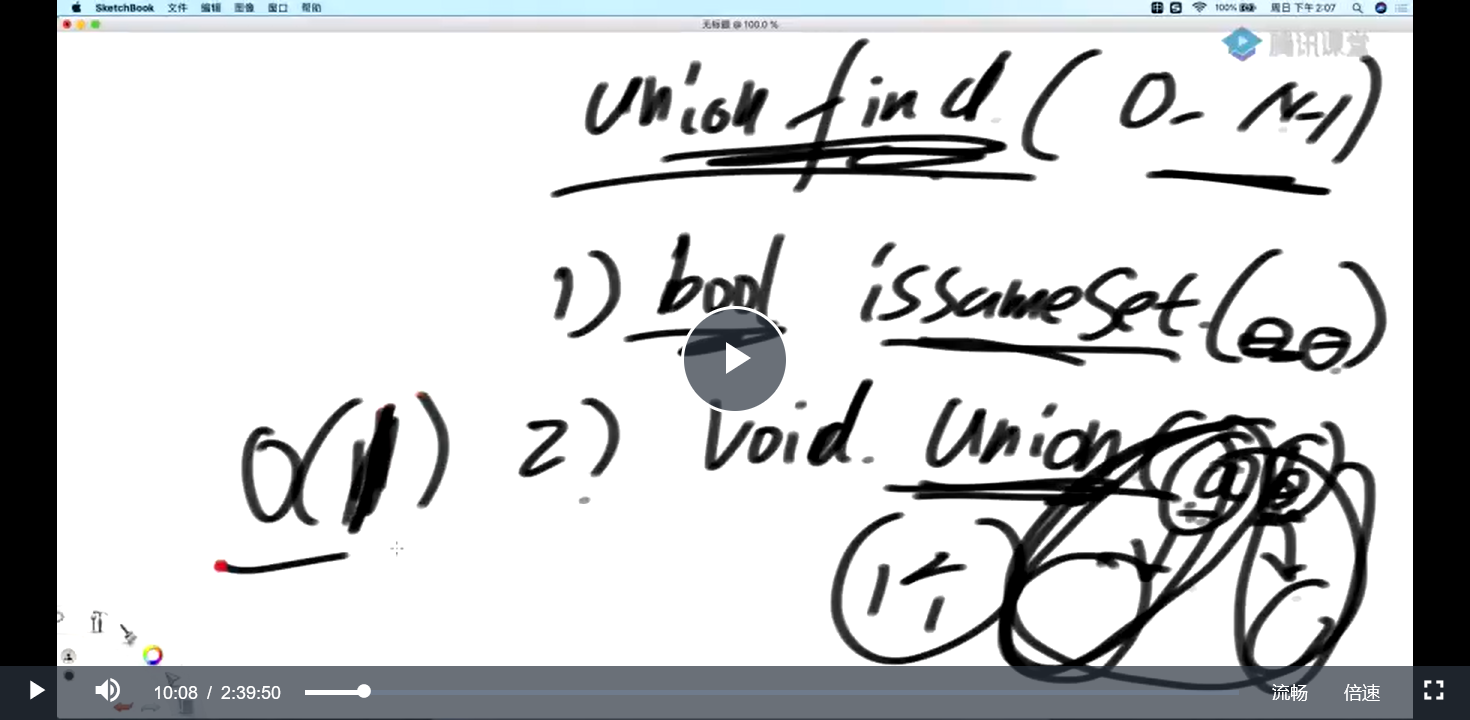 SketchBook 文件 编辑 图像 窗口 帮助 100% 周日 下午 2:07
无标题 @ 100.0 %
腾讯课堂
union find ( 0 - N-1 )
1) bool isSameSet (
O(1) 2) void. Union ( a
1亿
10:08 / 2:39:50 流畅 倍速